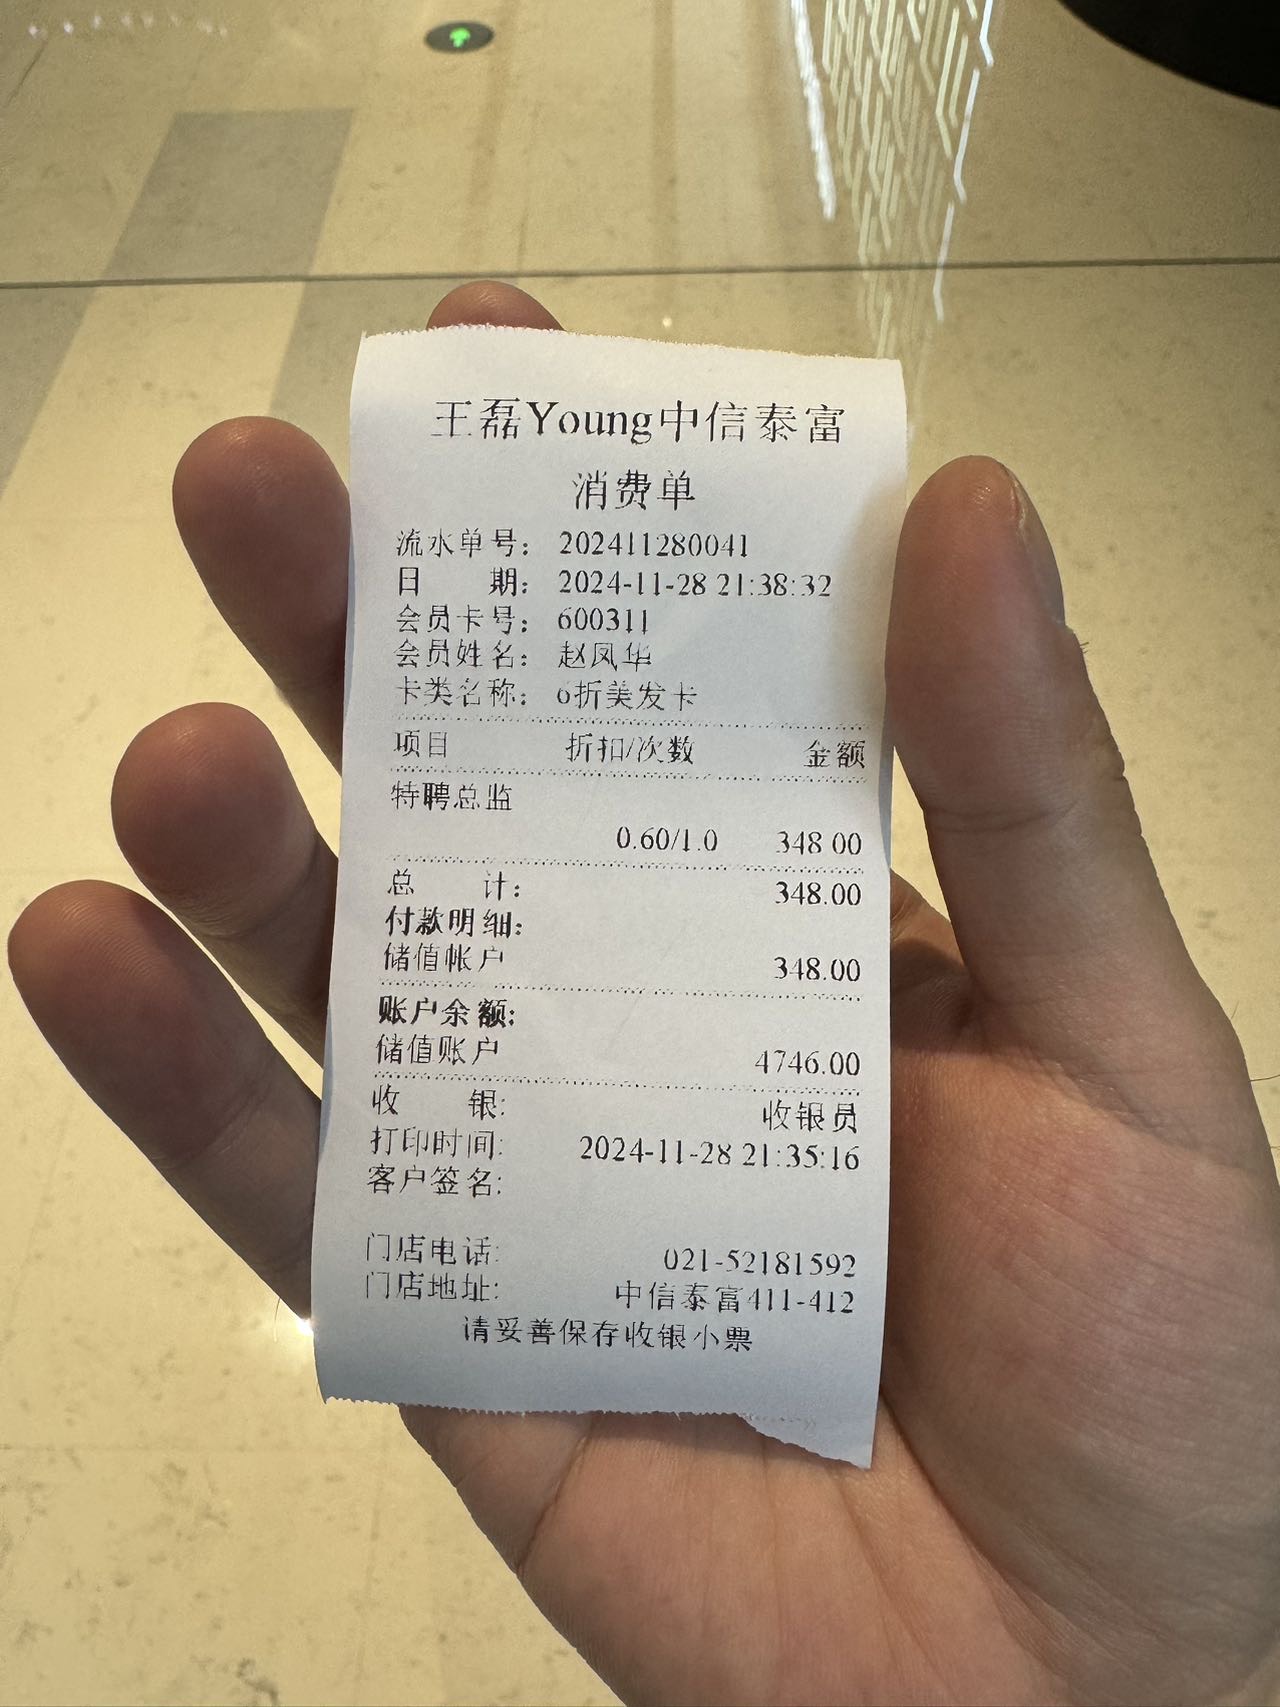 王磊Young中信泰富
消费单
流水单号： 202411280041
日 期： 2024-11-28 21:38:32
会员卡号： 600311
会员姓名： 赵凤华
卡类名称： 6折美发卡
项目 折扣/次数 金额
特聘总监
0.60/1.0 348.00
总 计： 348.00
付款明细：
储值帐户 348.00
账户余额：
储值账户 4746.00
收 银: 收银员
打印时间: 2024-11-28 21:35:16
客户签名:
门店电话: 021-52181592
门店地址: 中信泰富411-412
请妥善保存收银小票